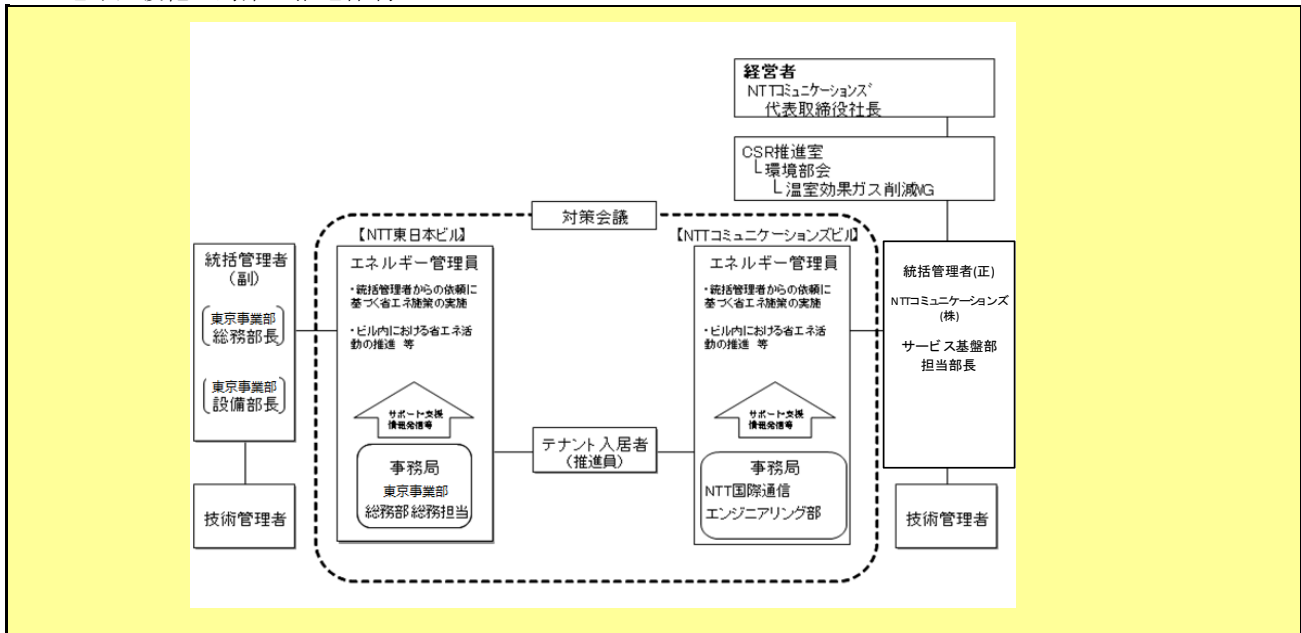 経営者
NTTコミュニケーションズ
代表取締役社長
CSR推進室
└環境部会
└温室効果ガス削減WG
対策会議
【NTT東日本ビル】
【NTTコミュニケーションズビル】
統括管理者
(副)
東京事業部
総務部長
東京事業部
設備部長
技術管理者
エネルギー管理員
・統括管理者からの依頼に
基づく省エネ施策の実施
・ビル内における省エネ活
動の推進 等
サポート・支援
情報発信等
事務局
東京事業部
総務部 総務担当
テナント入居者
(推進員)
エネルギー管理員
・統括管理者からの依頼に
基づく省エネ施策の実施
・ビル内における省エネ活
動の推進 等
サポート・支援
情報発信等
事務局
NTT国際通信
エンジニアリング部
統括管理者(正)
NTTコミュニケーションズ
(株)
サービス基盤部
担当部長
技術管理者